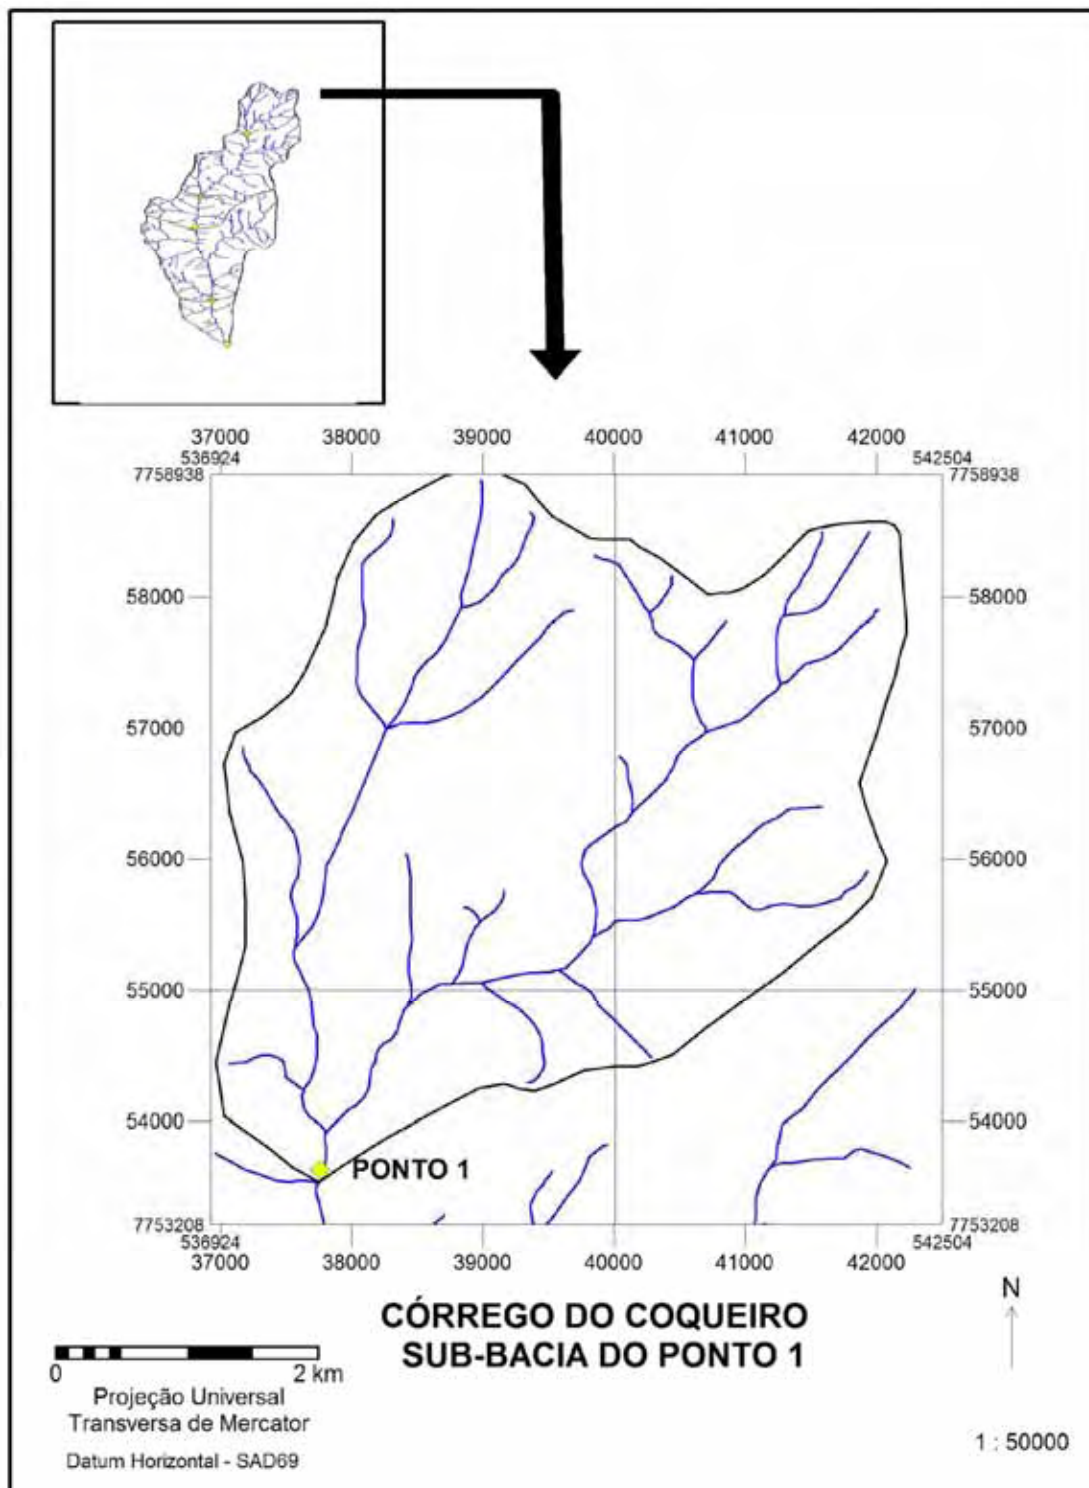 37000 38000 39000 40000 41000 42000
536924 542504
7758938 7758938
58000 58000
57000 57000
56000 56000
55000 55000
54000 54000
PONTO 1
7753208 7753208
536924 542504
37000 38000 39000 40000 41000 42000
N
CÓRREGO DO COQUEIRO
SUB-BACIA DO PONTO 1
0 2 km
Projeção Universal
Transversa de Mercator
Datum Horizontal - SAD69
1 : 50000